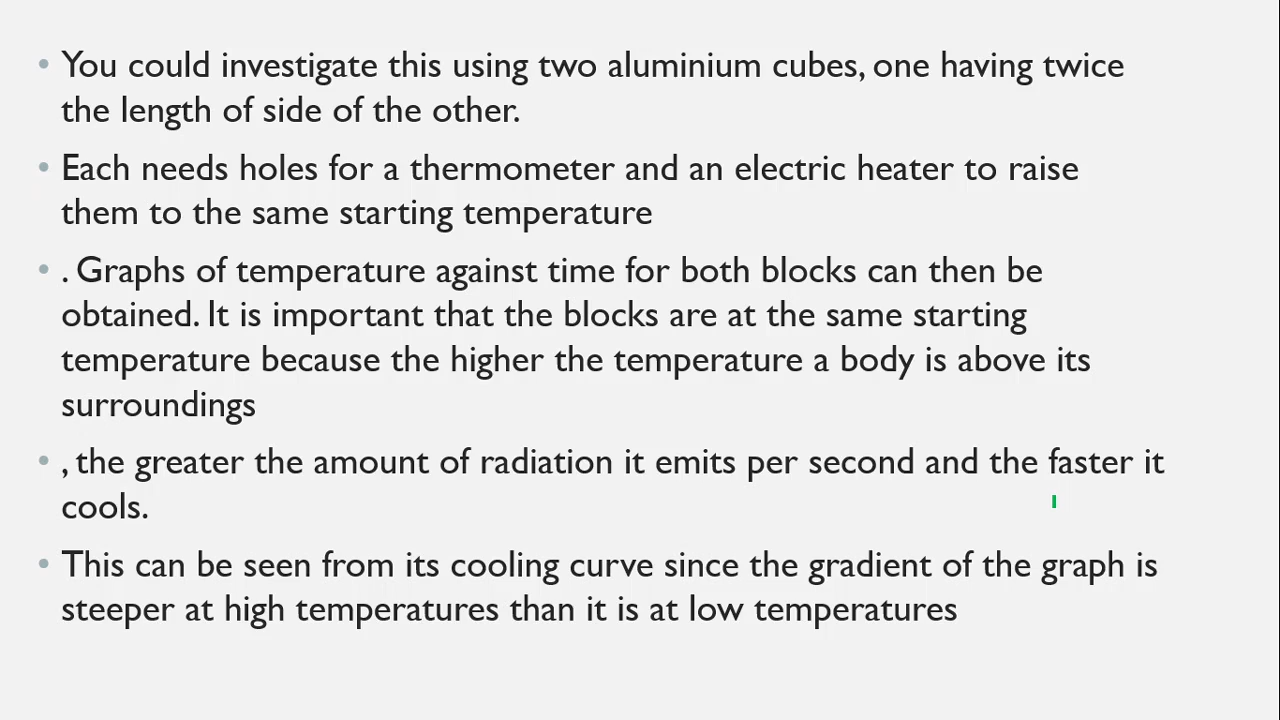 • You could investigate this using two aluminium cubes, one having twice
the length of side of the other.
• Each needs holes for a thermometer and an electric heater to raise
them to the same starting temperature
• . Graphs of temperature against time for both blocks can then be
obtained. It is important that the blocks are at the same starting
temperature because the higher the temperature a body is above its
surroundings
• , the greater the amount of radiation it emits per second and the faster it
cools.
• This can be seen from its cooling curve since the gradient of the graph is
steeper at high temperatures than it is at low temperatures